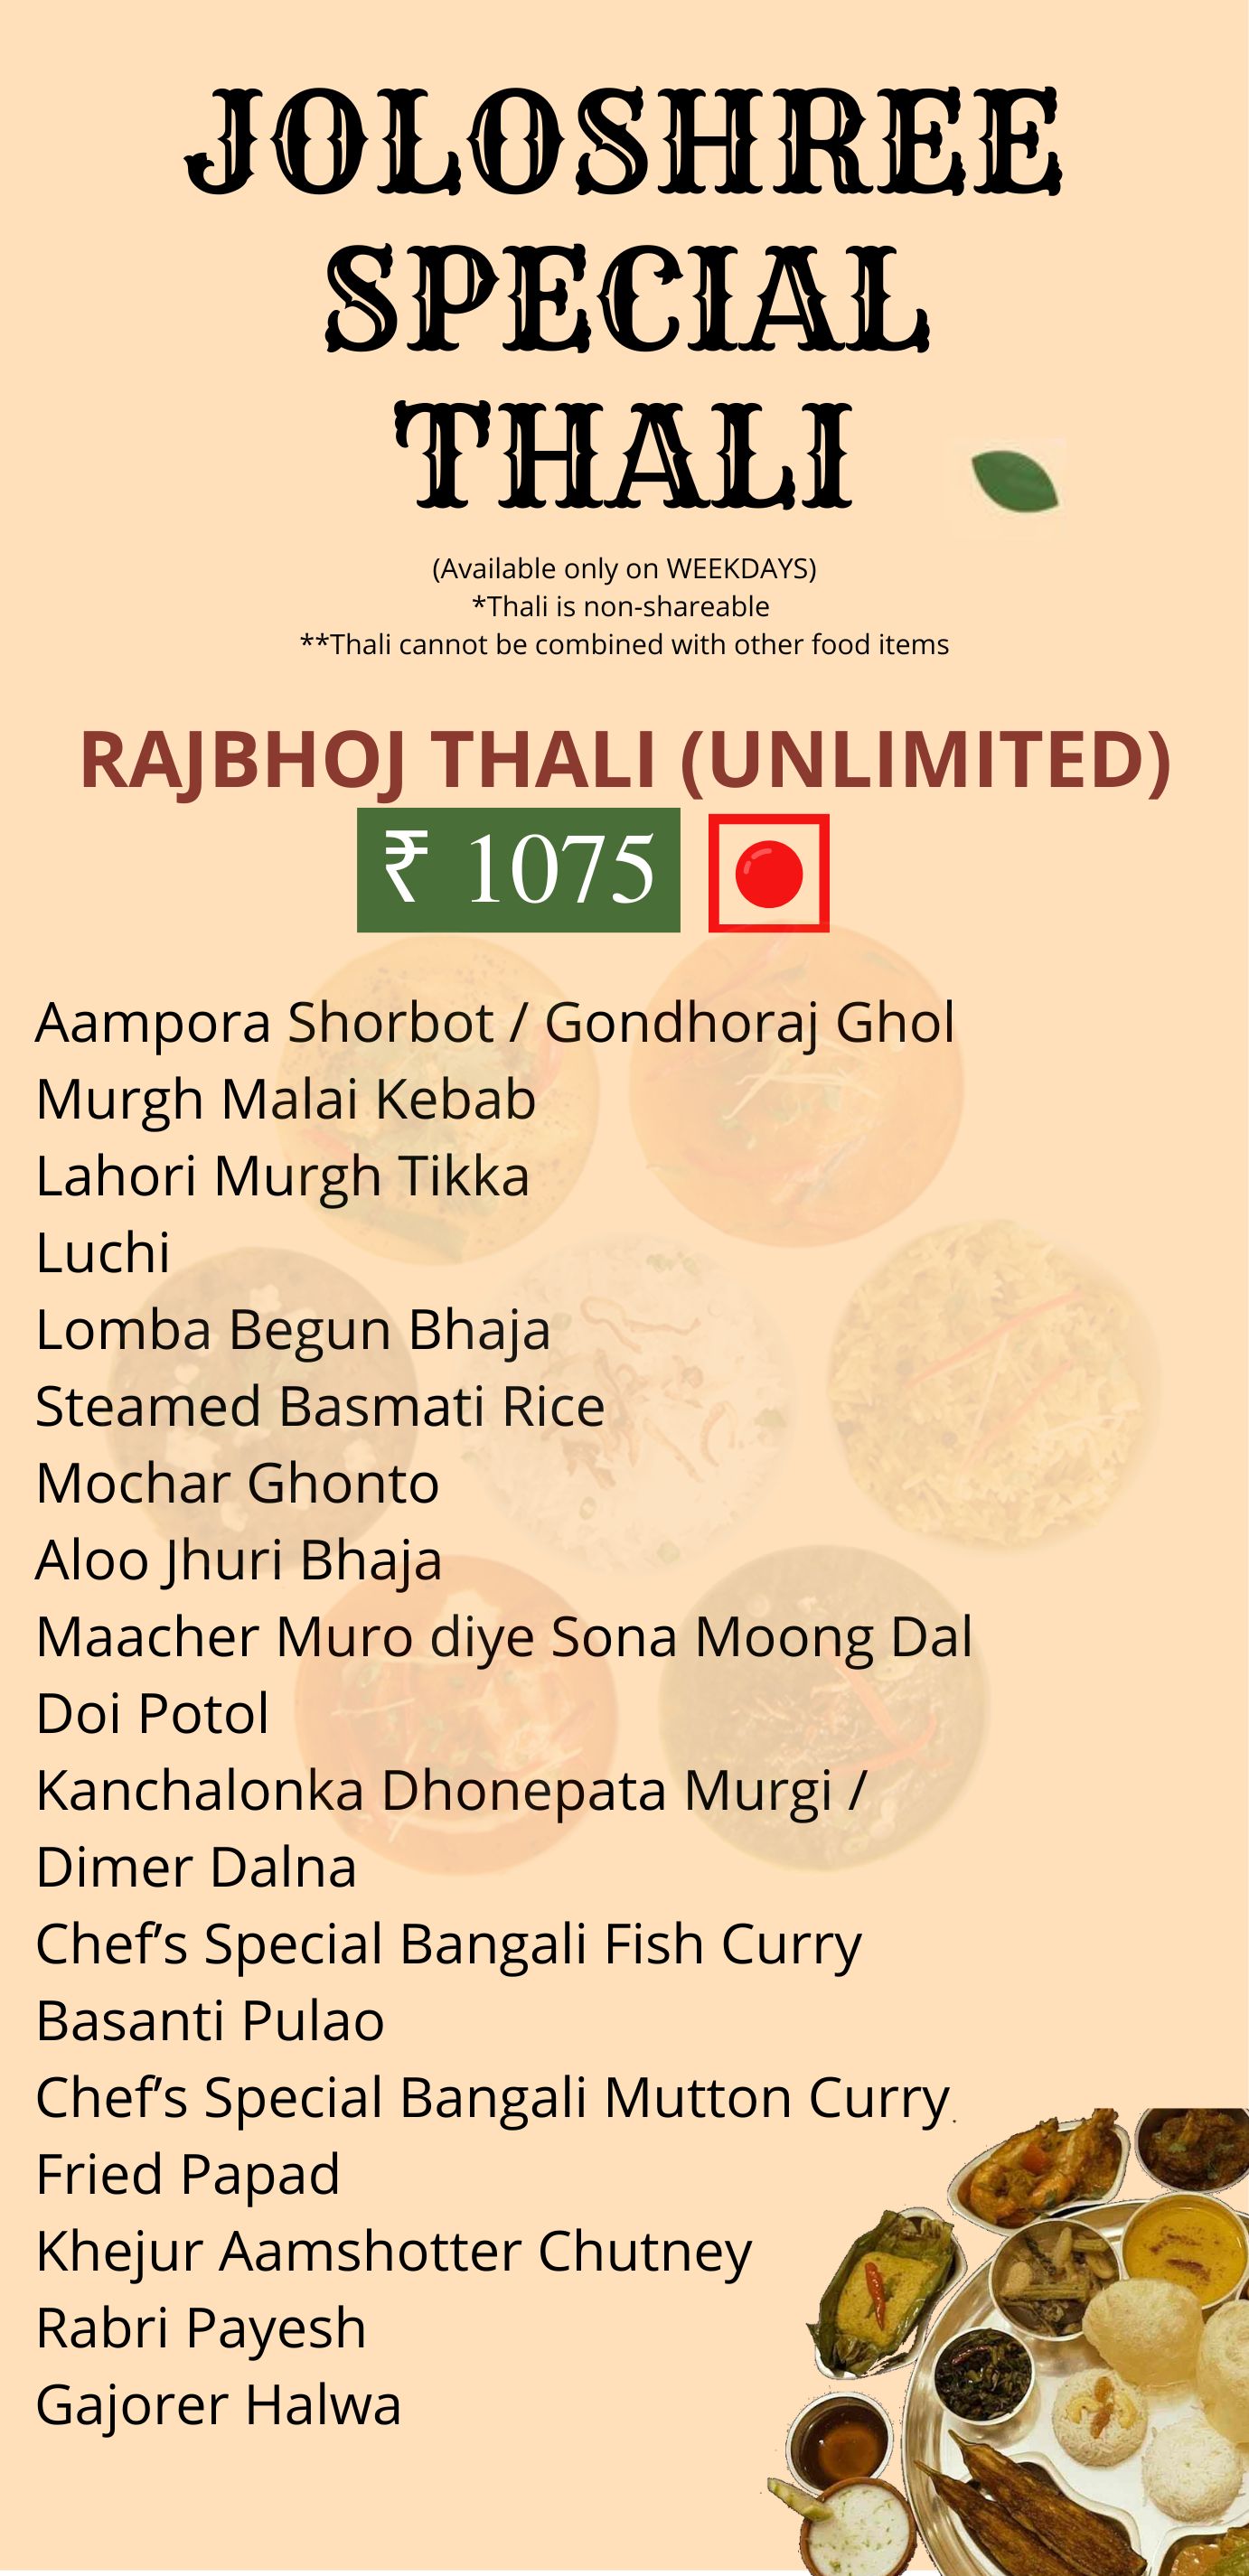 JOLOSHREE
SPECIAL
THALI
(Available only on WEEKDAYS)
*Thali is non-shareable
**Thali cannot be combined with other food items
RAJBHOJ THALI (UNLIMITED)
₹ 1075
Aampora Shorbot / Gondhoraj Ghol
Murgh Malai Kebab
Lahori Murgh Tikka
Luchi
Lomba Begun Bhaja
Steamed Basmati Rice
Mochar Ghonto
Aloo Jhuri Bhaja
Maacher Muro diye Sona Moong Dal
Doi Potol
Kanchalonka Dhonepata Murgi /
Dimer Dalna
Chef’s Special Bangali Fish Curry
Basanti Pulao
Chef’s Special Bangali Mutton Curry
Fried Papad
Khejur Aamshotter Chutney
Rabri Payesh
Gajorer Halwa